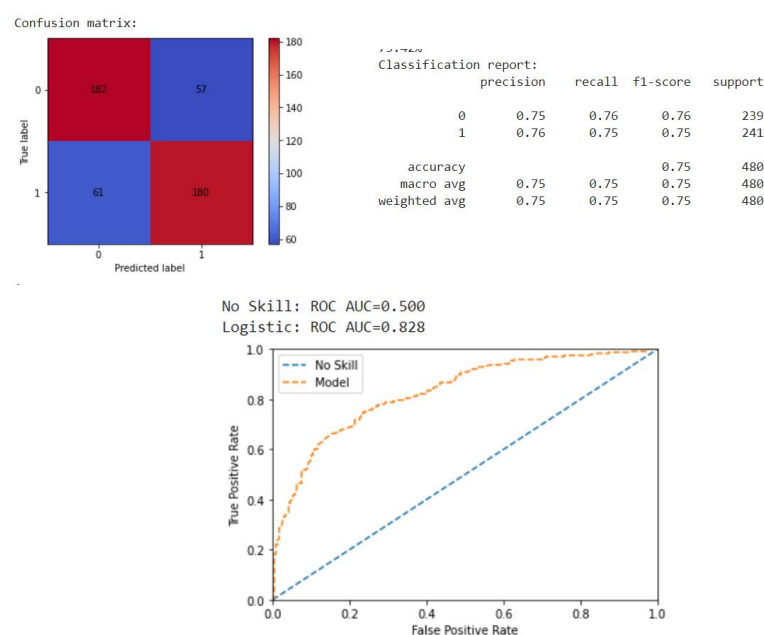 Confusion matrix:
0
182
57
True label
1
61
180
0
1
Predicted label
180
160
140
120
100
80
60
75.42%
Classification report:
precision recall f1-score support
0 0.75 0.76 0.76 239
1 0.76 0.75 0.75 241
accuracy 0.75 480
macro avg 0.75 0.75 0.75 480
weighted avg 0.75 0.75 0.75 480
No Skill: ROC AUC=0.500
Logistic: ROC AUC=0.828
No Skill
Model
1.0
0.8
0.6
0.4
0.2
0.0
True Positive Rate
0.0 0.2 0.4 0.6 0.8 1.0
False Positive Rate